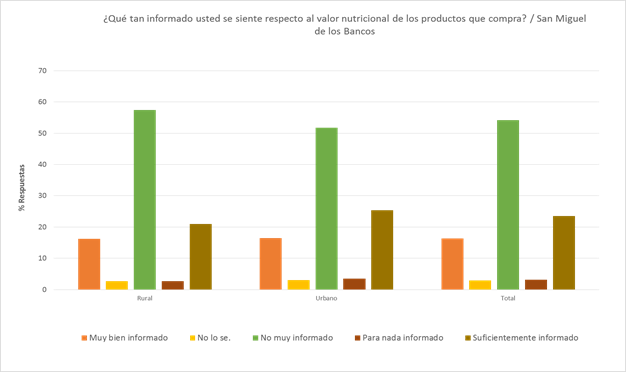 ¿Qué tan informado usted se siente respecto al valor nutricional de los productos que compra? / San Miguel
de los Bancos
70
60
50
40
30
20
10
0
% Respuestas
Rural
Urbano
Total
Muy bien informado
No lo se.
No muy informado
Para nada informado
Suficientemente informado